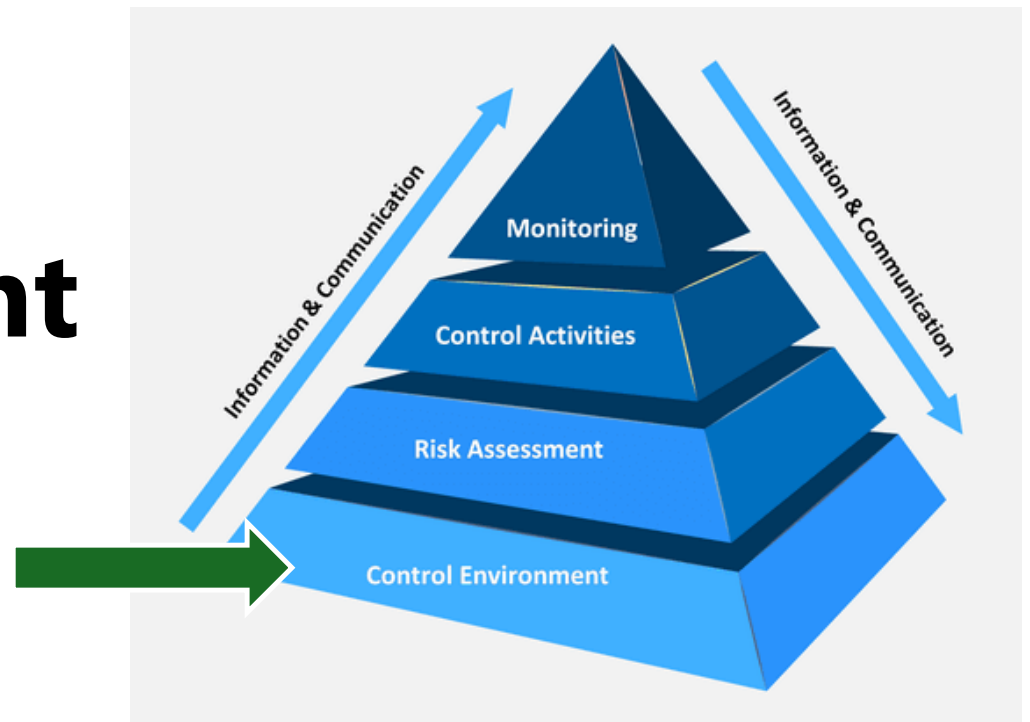 nt
Information & Communication
Information & Communication
Monitoring
Control Activities
Risk Assessment
Control Environment